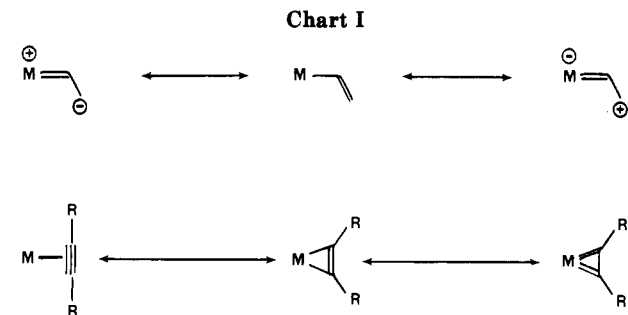 Chart I
⊕ M ⊖ M ⊖ M ⊕
R R R
M M M
R R R